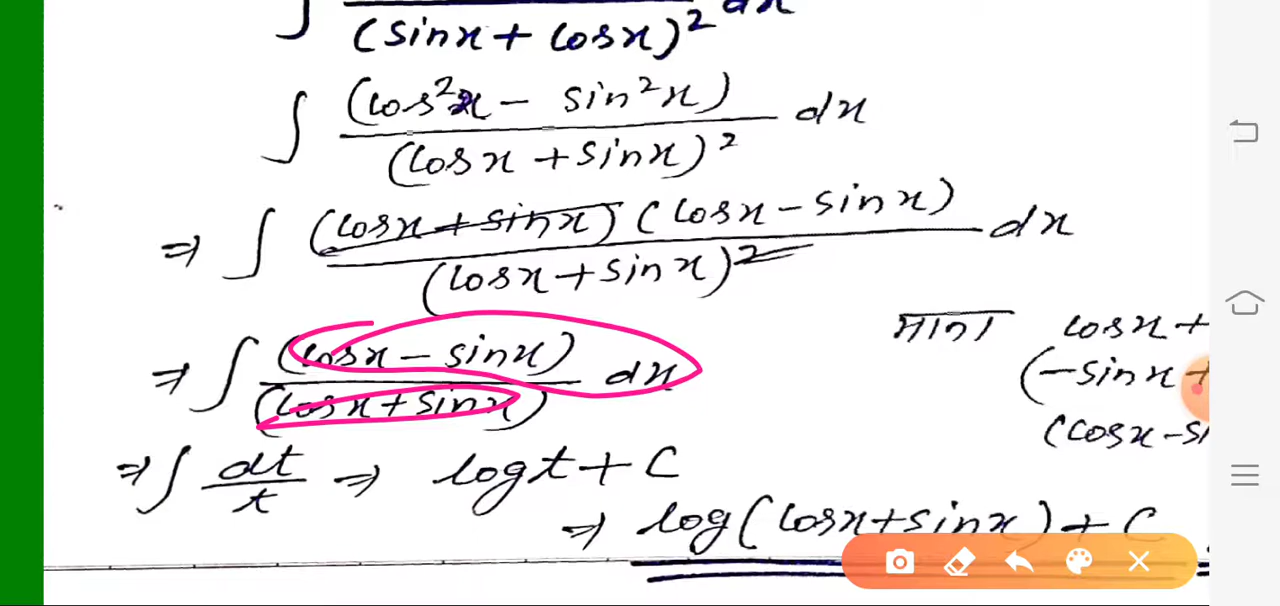 ∫ (sinx + cosx)² dx
∫ (cos²x − sin²x) / (cosx + sinx)² dx
⇒ ∫ (cosx + sinx) (cosx − sinx) / (cosx + sinx)² dx
⇒ ∫ (cosx − sinx) / (cosx + sinx) dx
माना cosx +
(−sinx +
(cosx − si
⇒ ∫ dt/t ⇒ logt + C
⇒ log(cosx + sinx) + C